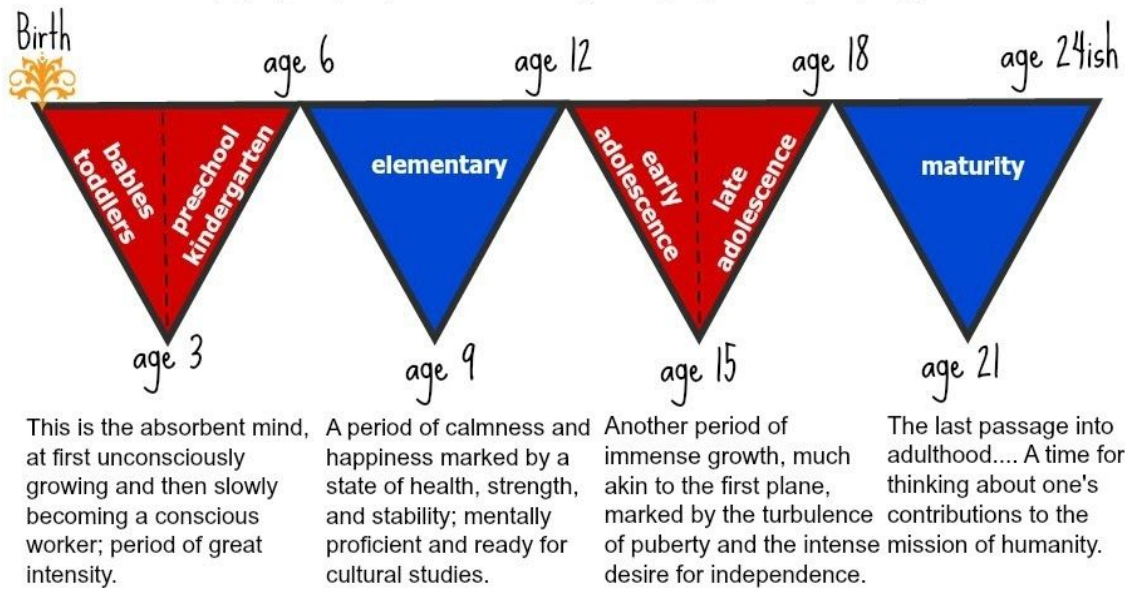 Birth
age 6
age 12
age 18
age 24ish
babies
toddlers
preschool
kindergarten
elementary
early
adolescence
late
adolescence
maturity
age 3
age 9
age 15
age 21
This is the absorbent mind,
at first unconsciously
growing and then slowly
becoming a conscious
worker; period of great
intensity.
A period of calmness and
happiness marked by a
state of health, strength,
and stability; mentally
proficient and ready for
cultural studies.
Another period of
immense growth, much
akin to the first plane,
marked by the turbulence
of puberty and the intense
desire for independence.
The last passage into
adulthood.... A time for
thinking about one's
contributions to the
mission of humanity.